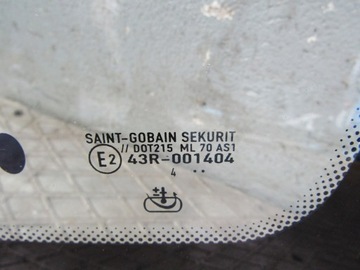 SAINT-GOBAIN SEKURIT
// DOT215 ML 70 AS1
E2 43R-001404
4 ..